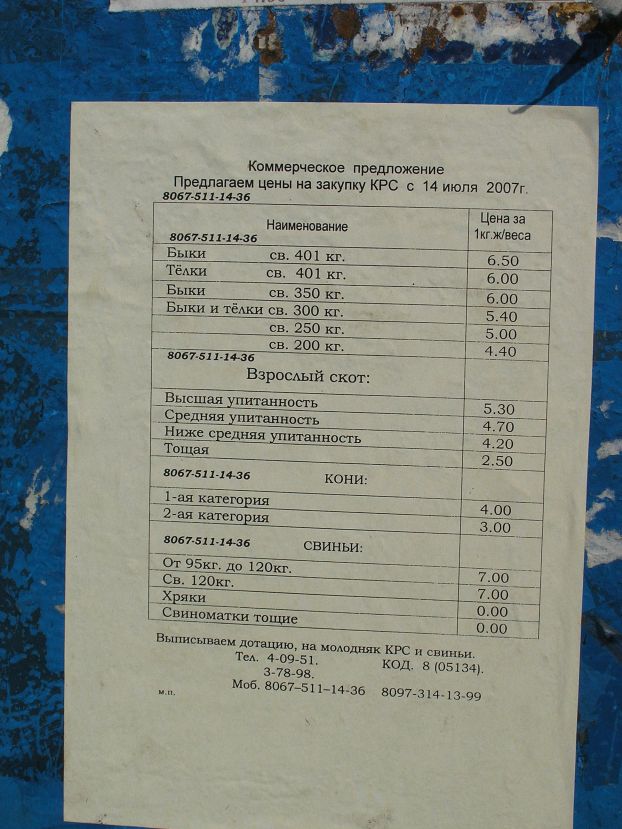 Коммерческое предложение
Предлагаем цены на закупку КРС с 14 июля 2007г.
8067-511-14-36
Наименование Цена за 1кг.ж/веса
8067-511-14-36
Быки св. 401 кг. 6.50
Тёлки св. 401 кг. 6.00
Быки св. 350 кг. 6.00
Быки и тёлки св. 300 кг. 5.40
св. 250 кг. 5.00
св. 200 кг. 4.40
8067-511-14-36
Взрослый скот:
Высшая упитанность 5.30
Средняя упитанность 4.70
Ниже средняя упитанность 4.20
Тощая 2.50
8067-511-14-36 КОНИ:
1-ая категория 4.00
2-ая категория 3.00
8067-511-14-36 СВИНЬИ:
От 95кг. до 120кг. 7.00
Св. 120кг. 7.00
Хряки 0.00
Свиноматки тощие 0.00
Выписываем дотацию, на молодняк КРС и свиньи.
Тел. 4-09-51. КОД. 8 (05134).
3-78-98.
м.п. Моб. 8067–511–14-36 8097-314-13-99